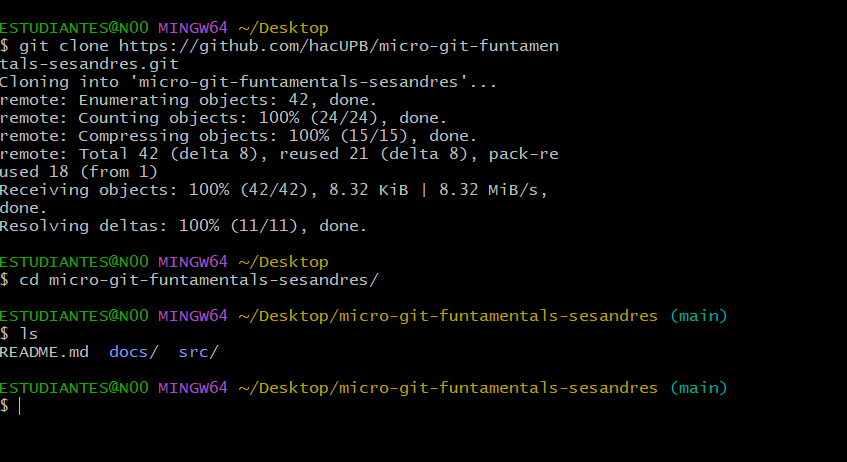 ESTUDIANTES@N00 MINGW64 ~/Desktop
$ git clone https://github.com/hacUPB/micro-git-funtamen
tals-sesandres.git
Cloning into 'micro-git-funtamentals-sesandres'...
remote: Enumerating objects: 42, done.
remote: Counting objects: 100% (24/24), done.
remote: Compressing objects: 100% (15/15), done.
remote: Total 42 (delta 8), reused 21 (delta 8), pack-re
used 18 (from 1)
Receiving objects: 100% (42/42), 8.32 KiB | 8.32 MiB/s,
done.
Resolving deltas: 100% (11/11), done.
ESTUDIANTES@N00 MINGW64 ~/Desktop
$ cd micro-git-funtamentals-sesandres/
ESTUDIANTES@N00 MINGW64 ~/Desktop/micro-git-funtamentals-sesandres (main)
$ ls
README.md  docs/  src/
ESTUDIANTES@N00 MINGW64 ~/Desktop/micro-git-funtamentals-sesandres (main)
$